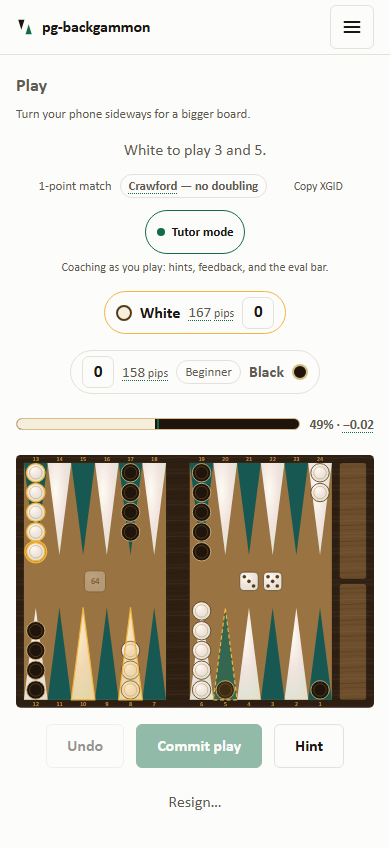 pg-backgammon
Play
Turn your phone sideways for a bigger board.
White to play 3 and 5.
1-point match Crawford — no doubling Copy XGID
Tutor mode
Coaching as you play: hints, feedback, and the eval bar.
White 167 pips 0
0 158 pips Beginner Black
49% · −0.02
13 14 15 16 17 18 19 20 21 22 23 24
64
12 11 10 9 8 7 6 5 4 3 2 1
Undo Commit play Hint
Resign...